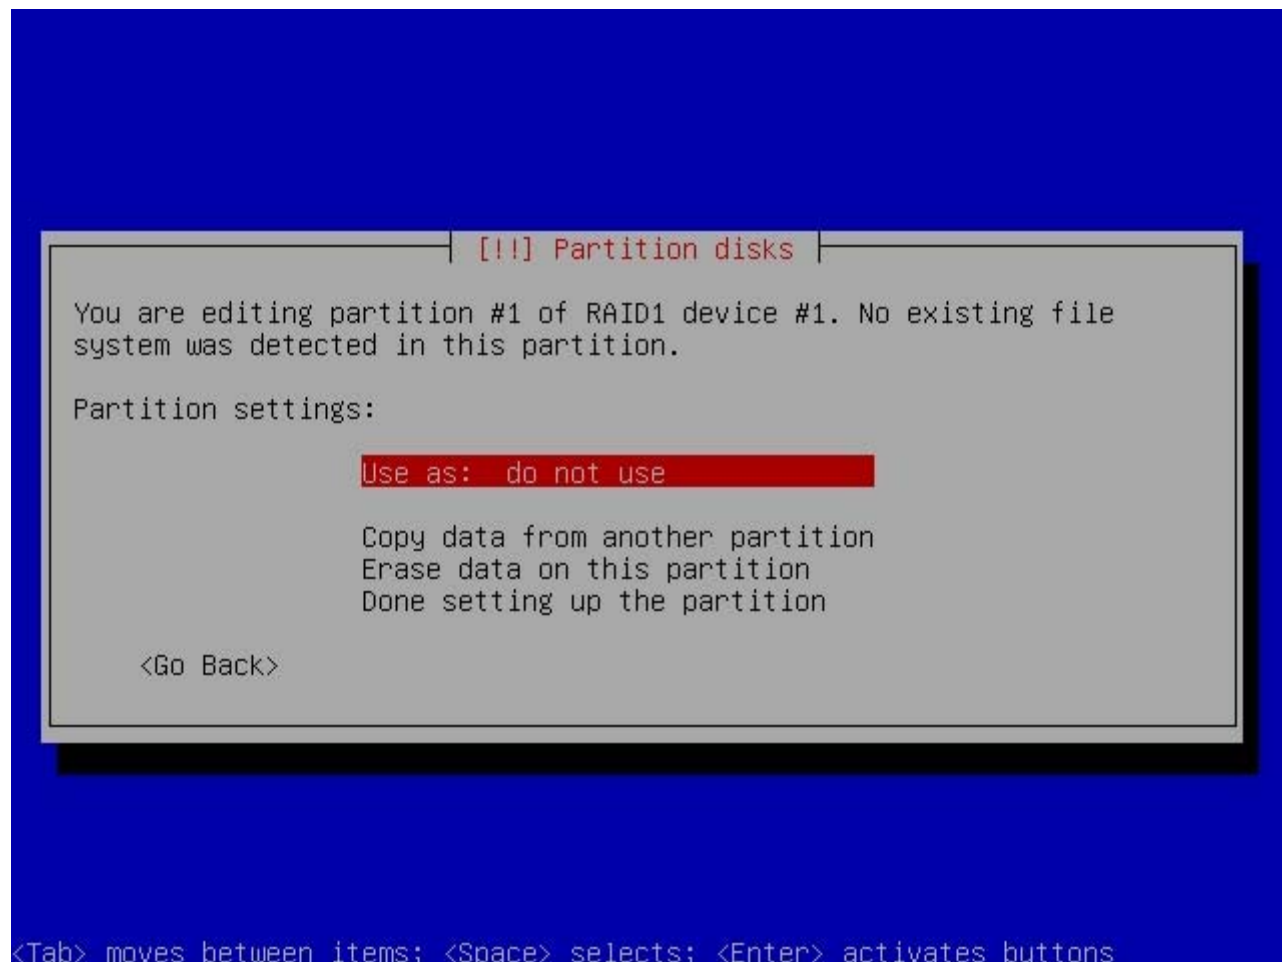 [!!] Partition disks
You are editing partition #1 of RAID1 device #1. No existing file
system was detected in this partition.
Partition settings:
Use as:  do not use
Copy data from another partition
Erase data on this partition
Done setting up the partition
<Go Back>
<Tab> moves between items; <Space> selects; <Enter> activates buttons